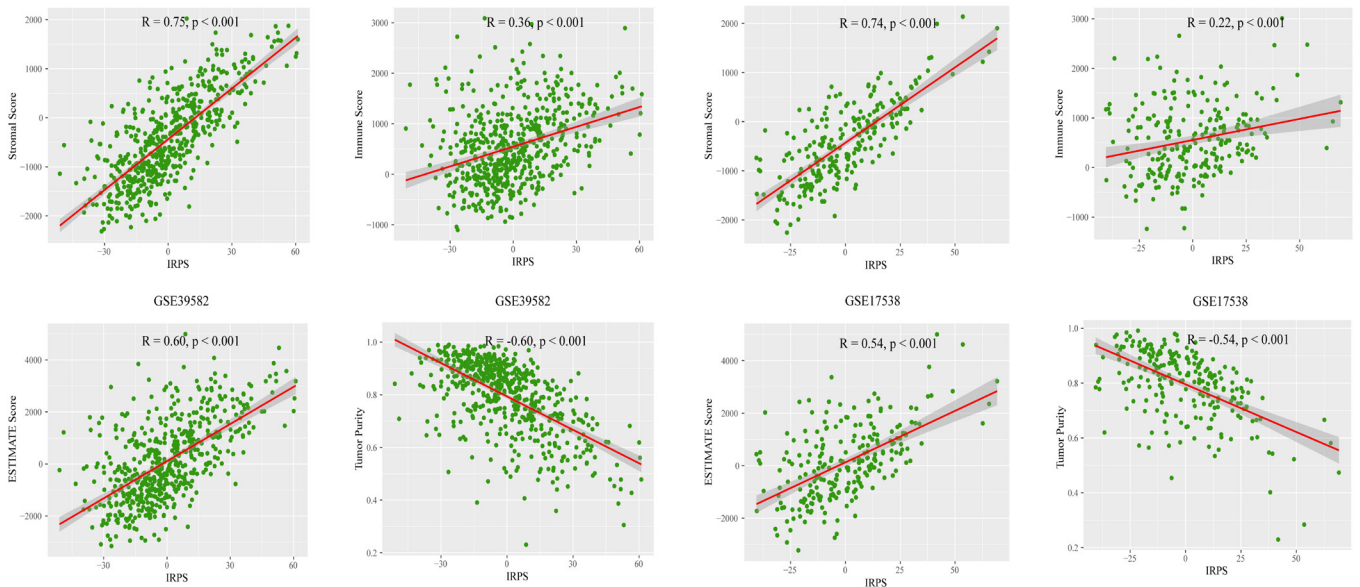 R = 0.75, p < 0.001
Stromal Score
2000
1000
0
−1000
−2000
−30
0
30
60
IRPS
R = 0.36, p < 0.001
Immune Score
3000
2000
1000
0
−1000
−30
0
30
60
IRPS
R = 0.74, p < 0.001
Stromal Score
2000
1000
0
−1000
−2000
−25
0
25
50
IRPS
R = 0.22, p < 0.001
Immune Score
3000
2000
1000
0
−1000
−25
0
25
50
IRPS
GSE39582
R = 0.60, p < 0.001
ESTIMATE Score
4000
2000
0
−2000
−30
0
30
60
IRPS
GSE39582
R = -0.60, p < 0.001
Tumor Purity
1.0
0.8
0.6
0.4
0.2
−30
0
30
60
IRPS
GSE17538
R = 0.54, p < 0.001
ESTIMATE Score
4000
2000
0
−2000
−25
0
25
50
IRPS
GSE17538
R = -0.54, p < 0.001
Tumor Purity
1.0
0.8
0.6
0.4
0.2
−25
0
25
50
IRPS